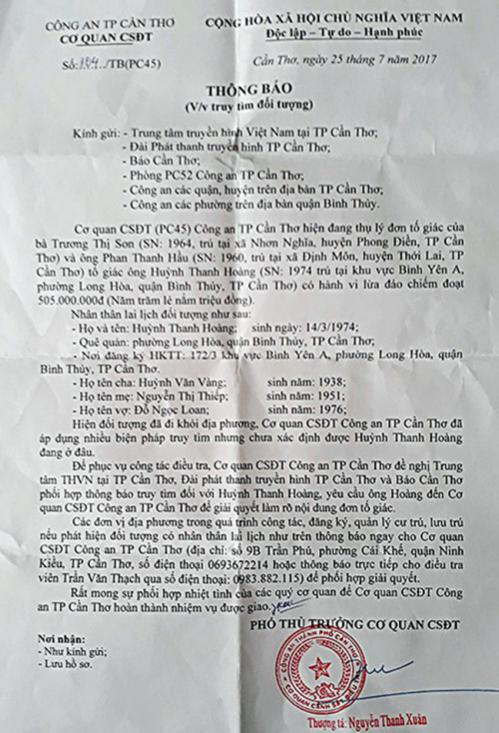 CÔNG AN TP CẦN THƠ
CƠ QUAN CSĐT
CỘNG HÒA XÃ HỘI CHỦ NGHĨA VIỆT NAM
Độc lập – Tự do – Hạnh phúc
Số: /TB(PC45)
Cần Thơ, ngày 25 tháng 7 năm 2017
THÔNG BÁO
(V/v truy tìm đối tượng)
Kính gửi: - Trung tâm truyền hình Việt Nam tại TP Cần Thơ;
- Đài Phát thanh truyền hình TP Cần Thơ;
- Báo Cần Thơ;
- Phòng PC52 Công an TP Cần Thơ;
- Công an các quận, huyện trên địa bàn TP Cần Thơ;
- Công an các phường trên địa bàn quận Bình Thủy.
Cơ quan CSĐT (PC45) Công an TP Cần Thơ hiện đang thụ lý đơn tố giác của
bà Trương Thị Son (SN: 1964, trú tại xã Nhơn Nghĩa, huyện Phong Điền, TP Cần
Thơ) và ông Phan Thanh Hầu (SN: 1960, trú tại xã Định Môn, huyện Thới Lai, TP
Cần Thơ) tố giác ông Huỳnh Thanh Hoàng (SN: 1974 trú tại khu vực Bình Yên A,
phường Long Hòa, quận Bình Thủy, TP Cần Thơ) có hành vi lừa đảo chiếm đoạt
505.000.000đ (Năm trăm lẻ năm triệu đồng).
Nhân thân lai lịch đối tượng như sau:
- Họ và tên: Huỳnh Thanh Hoàng; sinh ngày: 14/3/1974;
- Quê quán: phường Long Hòa, quận Bình Thủy, TP Cần Thơ;
- Nơi đăng ký HKTT: 172/3 khu vực Bình Yên A, phường Long Hòa, quận
Bình Thủy, TP Cần Thơ.
- Họ tên cha: Huỳnh Văn Vàng; sinh năm: 1938;
- Họ tên mẹ: Nguyễn Thị Thiếp; sinh năm: 1951;
- Họ tên vợ: Đỗ Ngọc Loan; sinh năm: 1976;
Hiện đối tượng đã đi khỏi địa phương, Cơ quan CSĐT Công an TP Cần Thơ đã
áp dụng nhiều biện pháp truy tìm nhưng chưa xác định được Huỳnh Thanh Hoàng
đang ở đâu.
Để phục vụ công tác điều tra, Cơ quan CSĐT Công an TP Cần Thơ đề nghị Trung
tâm THVN tại TP Cần Thơ, Đài phát thanh truyền hình TP Cần Thơ và Báo Cần Thơ
phối hợp thông báo truy tìm đối với Huỳnh Thanh Hoàng, yêu cầu ông Hoàng đến Cơ
quan CSĐT Công an TP Cần Thơ để giải quyết làm rõ nội dung đơn tố giác.
Các đơn vị địa phương trong quá trình công tác, đăng ký, quản lý cư trú, lưu trú
nếu phát hiện đối tượng có nhân thân lai lịch như trên thông báo ngay cho Cơ quan
CSĐT Công an TP Cần Thơ (địa chỉ: số 9B Trần Phú, phường Cái Khế, quận Ninh
Kiều, TP Cần Thơ, số điện thoại 0693672214 hoặc thông báo trực tiếp cho điều tra
viên Trần Văn Thạch qua số điện thoại: 0983.882.115) để phối hợp giải quyết.
Rất mong sự phối hợp nhiệt tình của các quý cơ quan để Cơ quan CSĐT Công
an TP Cần Thơ hoàn thành nhiệm vụ được giao.
PHÓ THỦ TRƯỞNG CƠ QUAN CSĐT
Nơi nhận:
- Như kính gửi;
- Lưu hồ sơ.
CÔNG AN THÀNH PHỐ CẦN THƠ
CƠ QUAN CẢNH SÁT ĐIỀU TRA
Thượng tá: Nguyễn Thanh Xuân